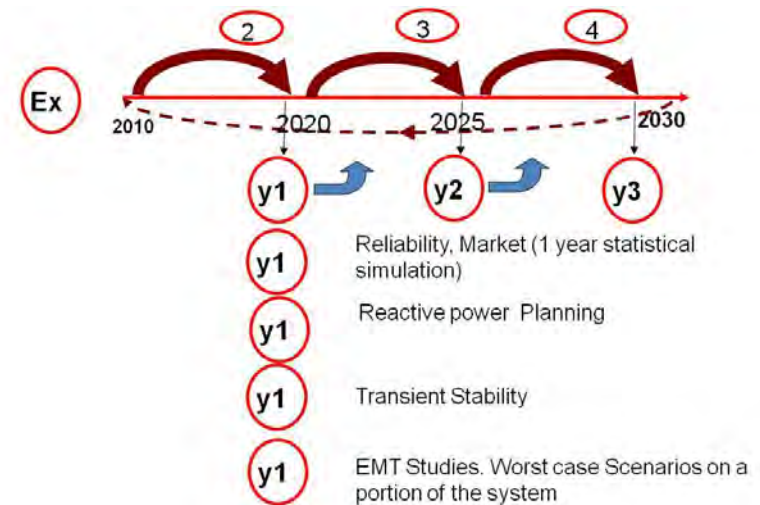 2 3 4
Ex
2010 2020 2025 2030
y1 y2 y3
y1 Reliability, Market (1 year statistical
simulation)
y1 Reactive power Planning
y1 Transient Stability
y1 EMT Studies. Worst case Scenarios on a
portion of the system